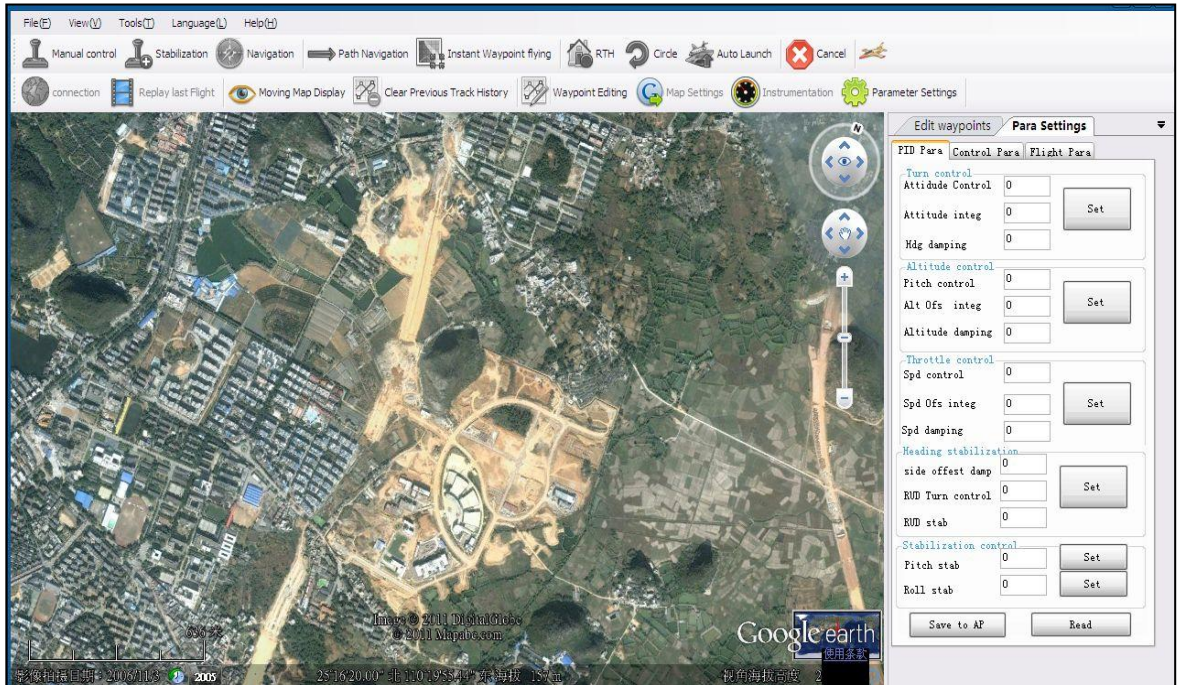 File(F) View(V) Tools(T) Language(L) Help(H)
Manual control Stabilization Navigation Path Navigation Instant Waypoint flying RTH Circle Auto Launch Cancel
connection Replay last Flight Moving Map Display Clear Previous Track History Waypoint Editing Map Settings Instrumentation Parameter Settings
Edit waypoints Para Settings
PID Para Control Para Flight Para
Turn control
Attidude Control 0
Attitude integ 0
Set
Hdg damping 0
Altitude control
Pitch control 0
Alt Ofs integ 0
Set
Altitude damping 0
Throttle control
Spd control 0
Spd Ofs integ 0
Set
Spd damping 0
Heading stabilization
side offest damp 0
RUD Turn control 0
Set
RUD stab 0
Stabilization control
Pitch stab 0 Set
Roll stab 0 Set
Save to AP Read
N
Image © 2011 DigitalGlobe
© 2011 Mapabc.com
Google earth
使用条款
影像拍摄日期: 2006/11/3 2005
25°16'20.00" 北 110°19'55.44" 东 海拔 157 m
视角海拔高度 2